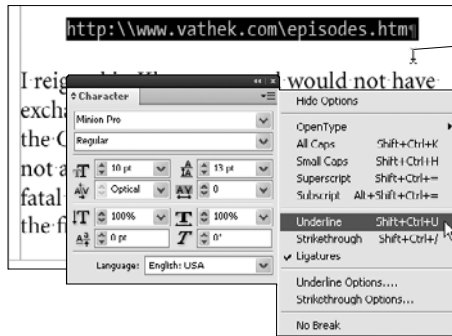 http:\\www.vathek.com\episodes.htm¶
I reig would not have
excha
the C
not a
fatal
the fi
Character
Minion Pro
Regular
10 pt 13 pt
Optical 0
100% 100%
0 pt 0°
Language: English: USA
Hide Options
OpenType
All Caps Shift+Ctrl+K
Small Caps Shift+Ctrl+H
Superscript Shift+Ctrl+=
Subscript Alt+Shift+Ctrl+=
Underline Shift+Ctrl+U
Strikethrough Shift+Ctrl+/
Ligatures
Underline Options...
Strikethrough Options...
No Break